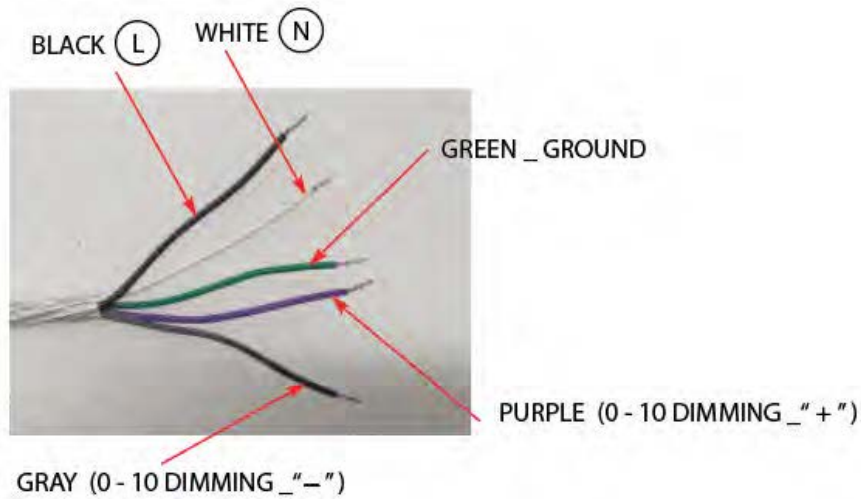 BLACK L
WHITE N
GREEN _ GROUND
PURPLE (0 - 10 DIMMING _“ + ” )
GRAY (0 - 10 DIMMING _“ – ” )